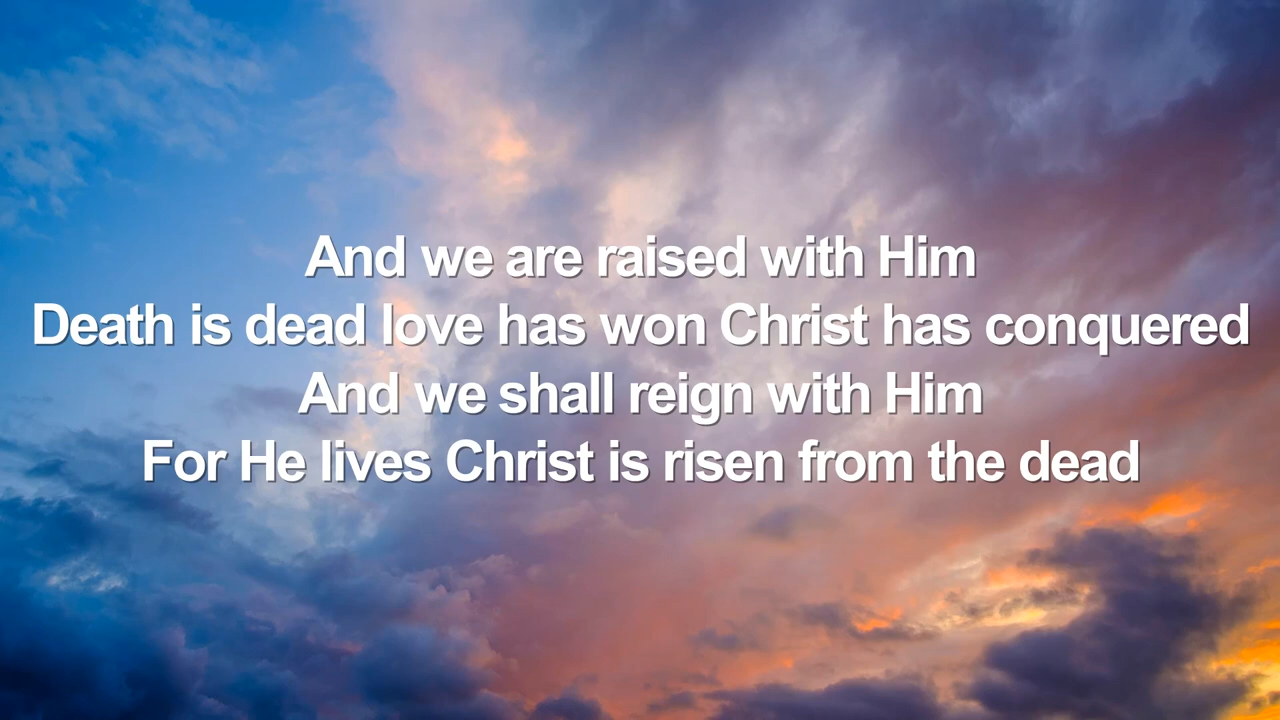 And we are raised with Him
Death is dead love has won Christ has conquered
And we shall reign with Him
For He lives Christ is risen from the dead